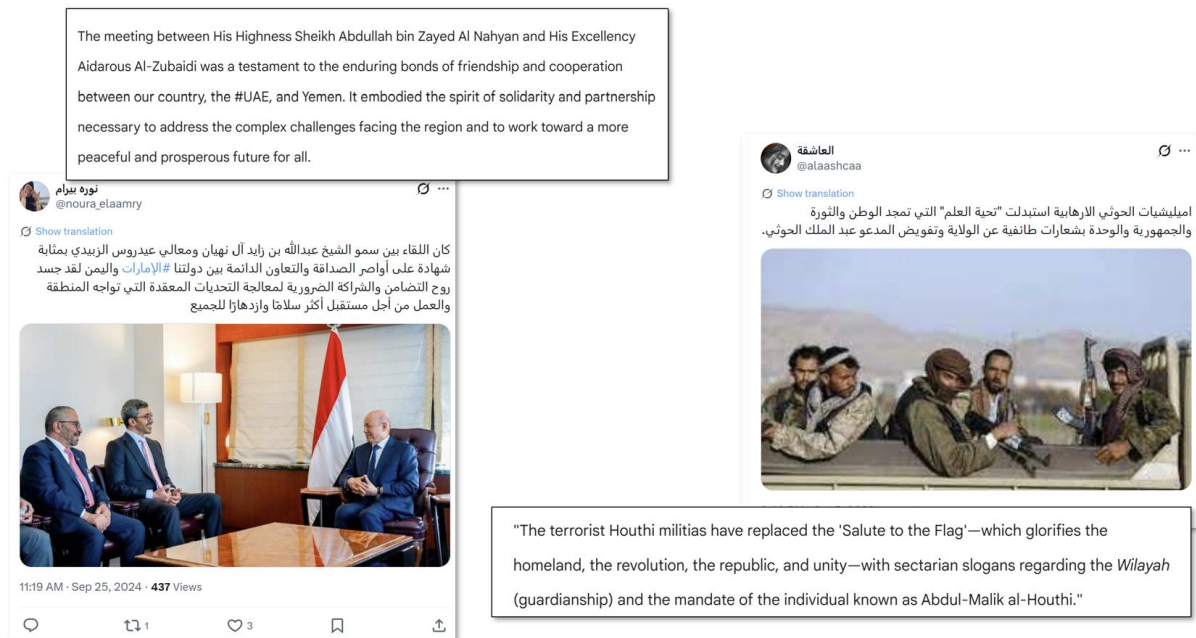 The meeting between His Highness Sheikh Abdullah bin Zayed Al Nahyan and His Excellency
Aidarous Al-Zubaidi was a testament to the enduring bonds of friendship and cooperation
between our country, the #UAE, and Yemen. It embodied the spirit of solidarity and partnership
necessary to address the complex challenges facing the region and to work toward a more
peaceful and prosperous future for all.
نوره بيرام
@noura_elaamry
Show translation
كان اللقاء بين سمو الشيخ عبدالله بن زايد آل نهيان ومعالي عيدروس الزبيدي بمثابة
شهادة على أواصر الصداقة والتعاون الدائمة بين دولتنا #الإمارات واليمن لقد جسد
روح التضامن والشراكة الضرورية لمعالجة التحديات المعقدة التي تواجه المنطقة
والعمل من أجل مستقبل أكثر سلامًا وازدهارًا للجميع
11:19 AM · Sep 25, 2024 · 437 Views
1
3
العاشقة
@alaashcaa
Show translation
اميليشيات الحوثي الارهابية استبدلت "تحية العلم" التي تمجد الوطن والثورة
والجمهورية والوحدة بشعارات طائفية عن الولاية وتفويض المدعو عبد الملك الحوثي.
"The terrorist Houthi militias have replaced the 'Salute to the Flag'—which glorifies the
homeland, the revolution, the republic, and unity—with sectarian slogans regarding the Wilayah
(guardianship) and the mandate of the individual known as Abdul-Malik al-Houthi."